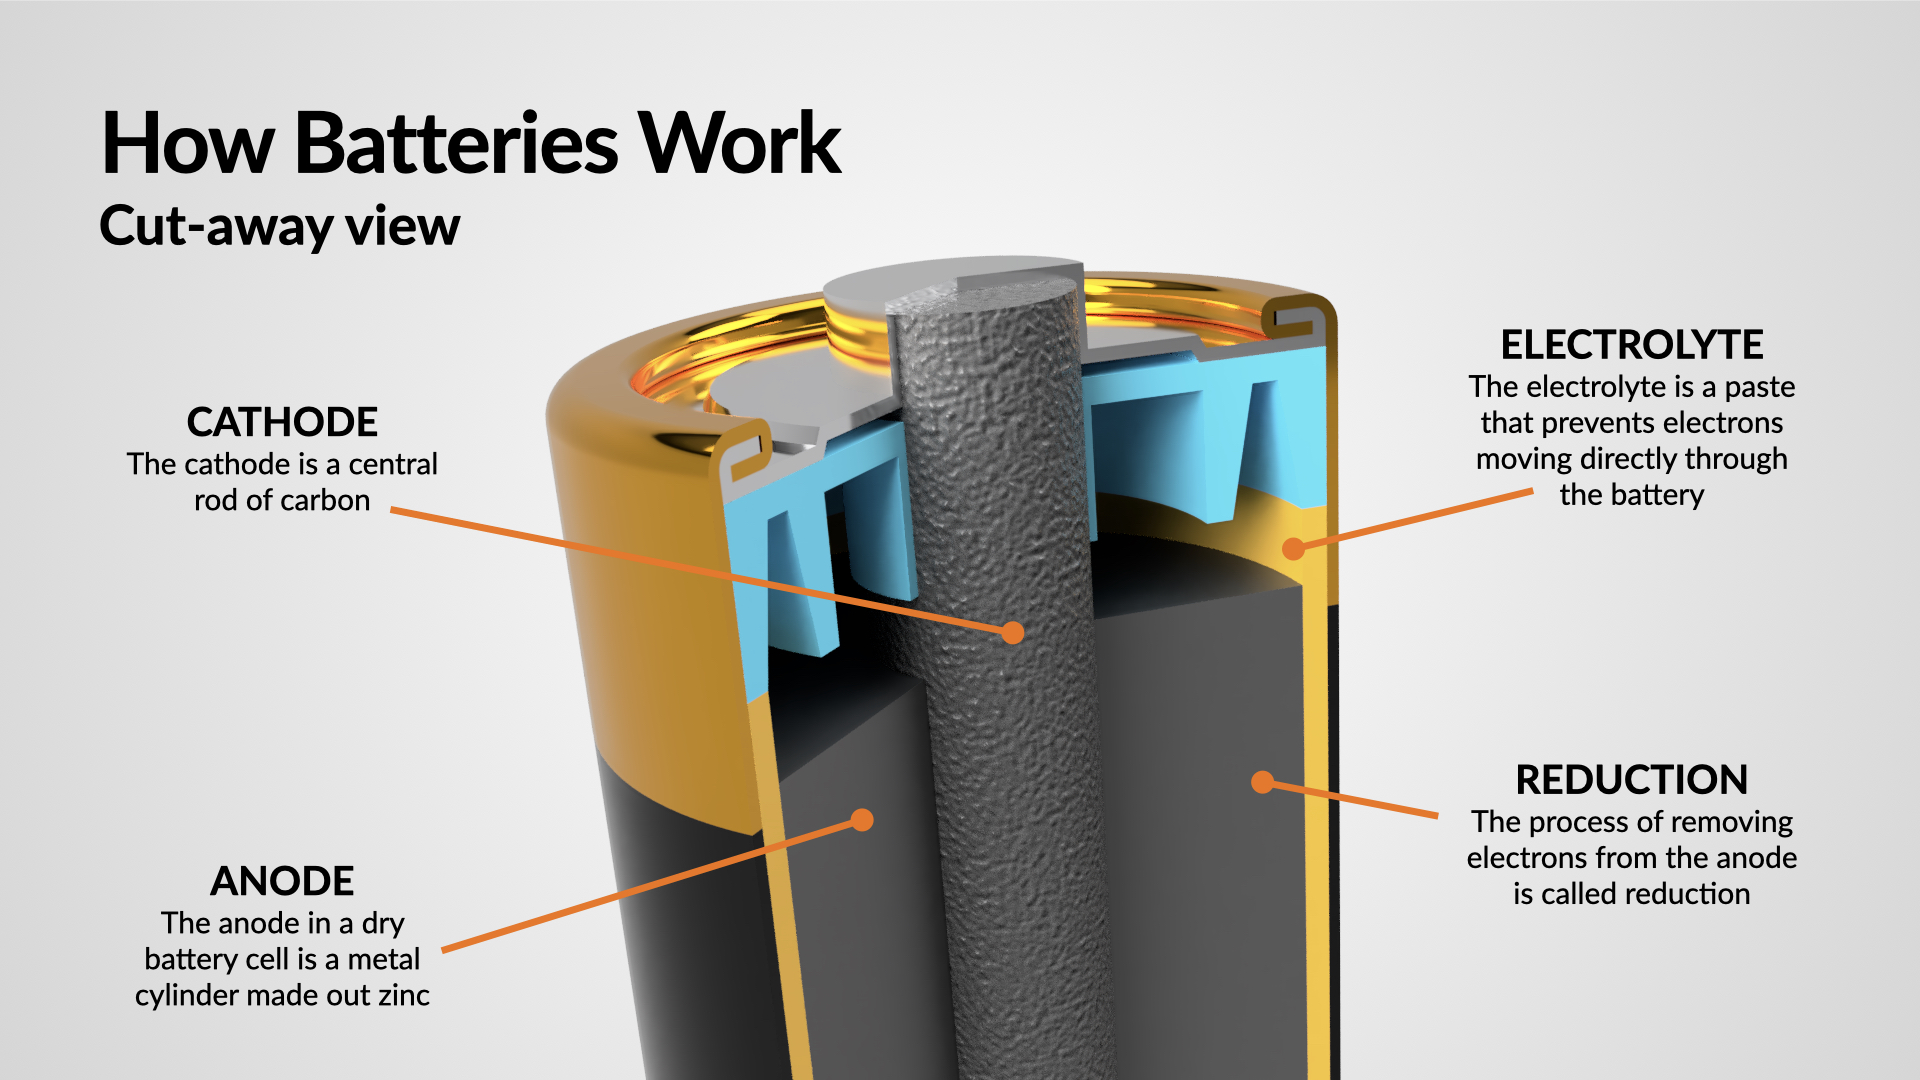 How Batteries Work
Cut-away view
CATHODE
The cathode is a central
rod of carbon
ANODE
The anode in a dry
battery cell is a metal
cylinder made out zinc
ELECTROLYTE
The electrolyte is a paste
that prevents electrons
moving directly through
the battery
REDUCTION
The process of removing
electrons from the anode
is called reduction